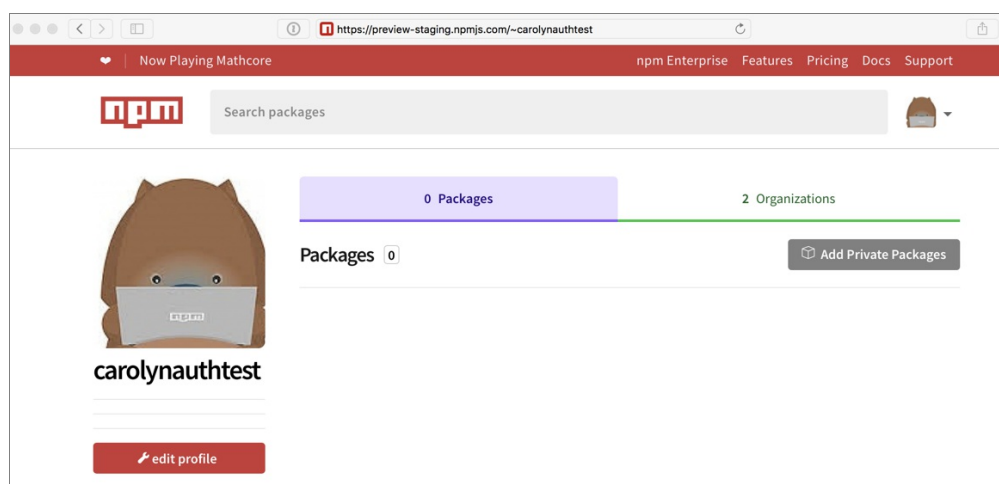 https://preview-staging.npmjs.com/~carolynauthtest
❤ Now Playing Mathcore npm Enterprise Features Pricing Docs Support
npm Search packages
0 Packages 2 Organizations
Packages 0 Add Private Packages
npm
carolynauthtest
edit profile